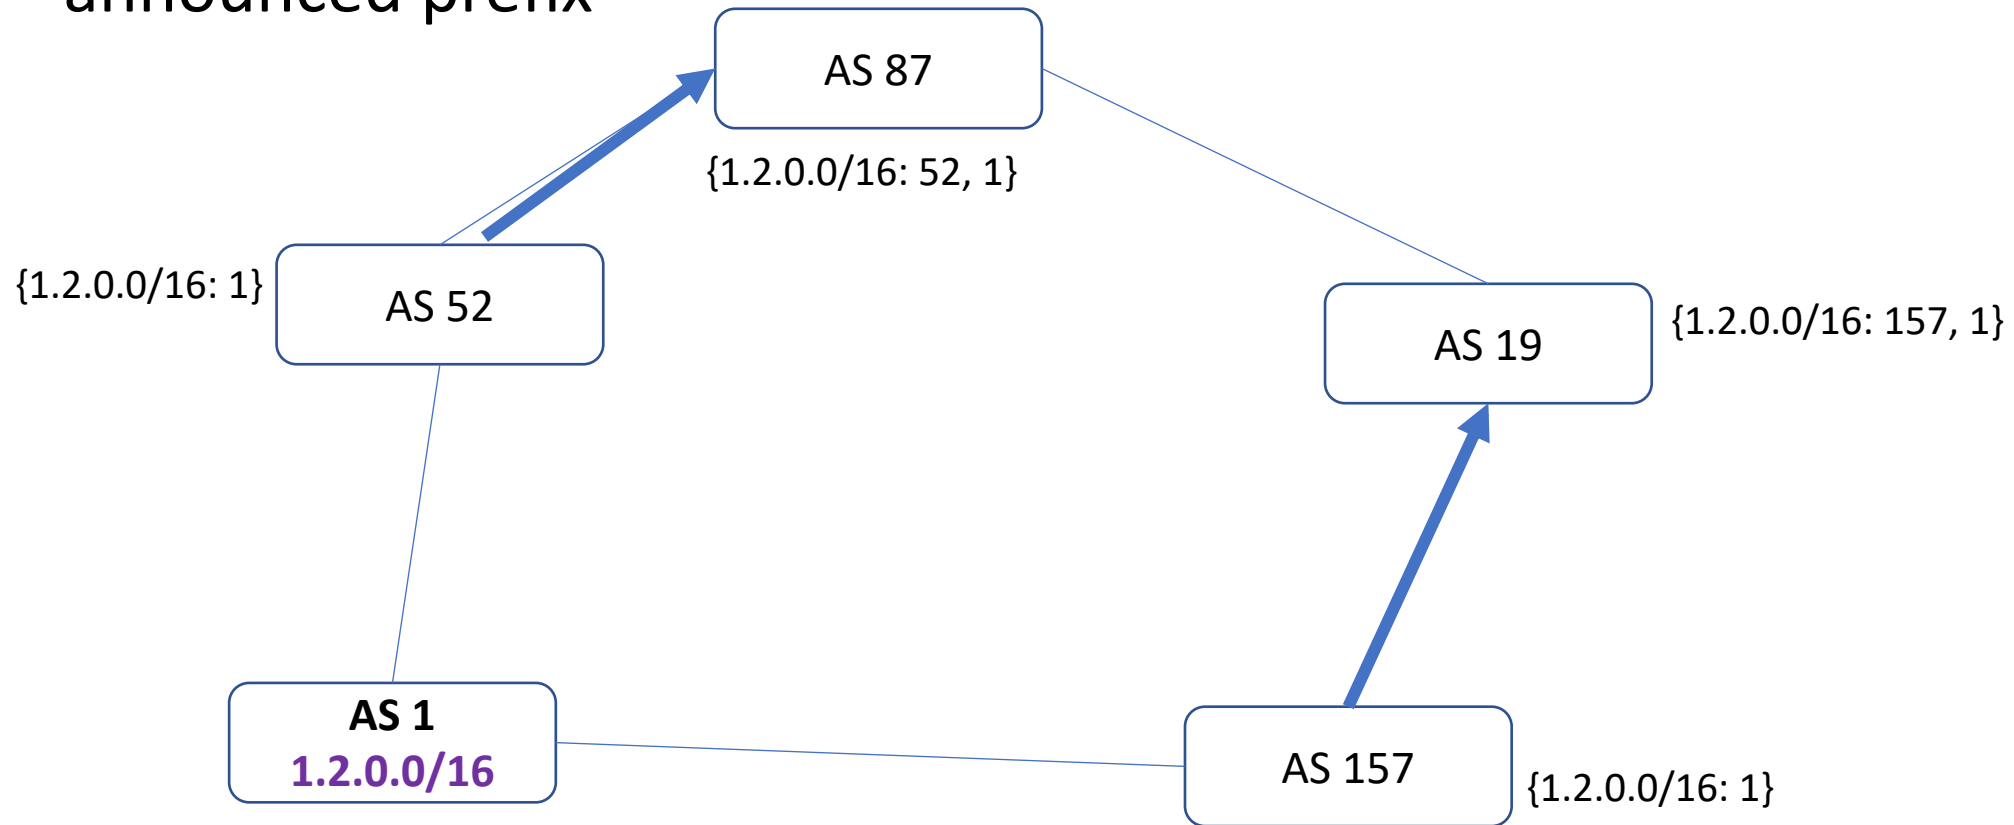 announced prefix
AS 87
{1.2.0.0/16: 52, 1}
{1.2.0.0/16: 1}
AS 52
AS 19
{1.2.0.0/16: 157, 1}
AS 1
1.2.0.0/16
AS 157
{1.2.0.0/16: 1}